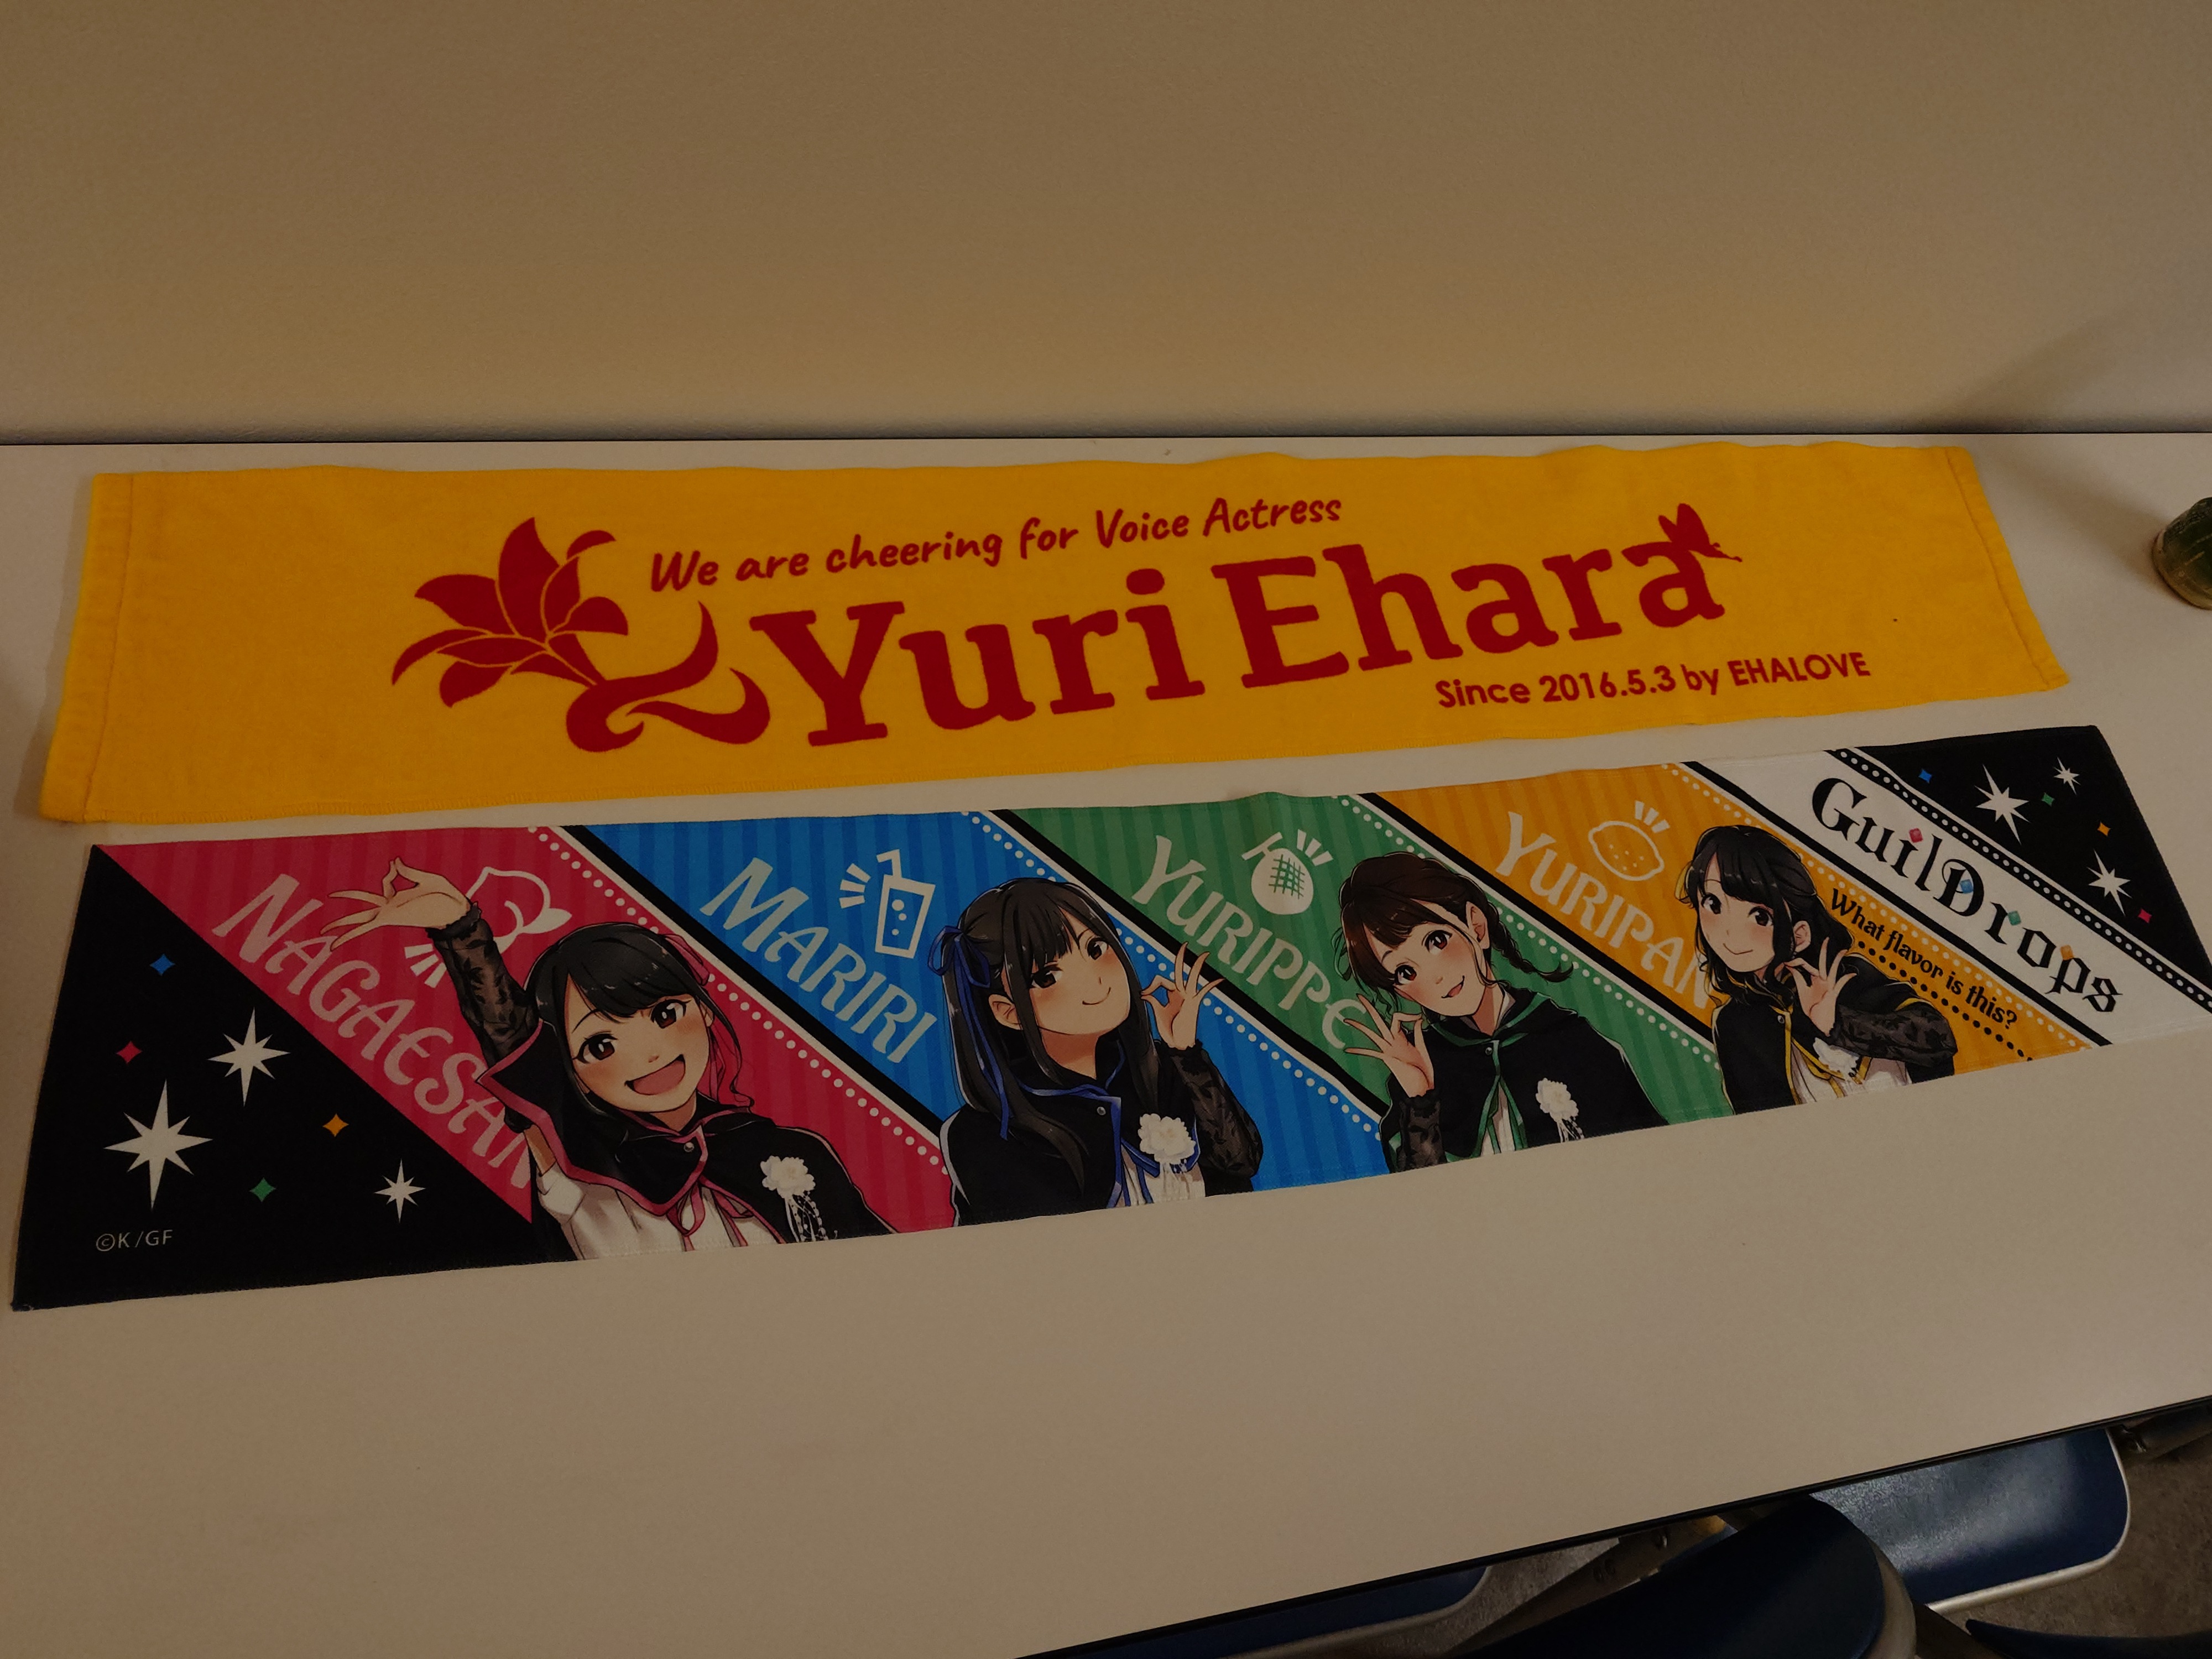 We are cheering for Voice Actress
Yuri Ehara
Since 2016.5.3 by EHALOVE
NAGAESAN
MARIRI
YURIPPE
YURIPAN
What flavor is this?
GuilDrops
©K/GF